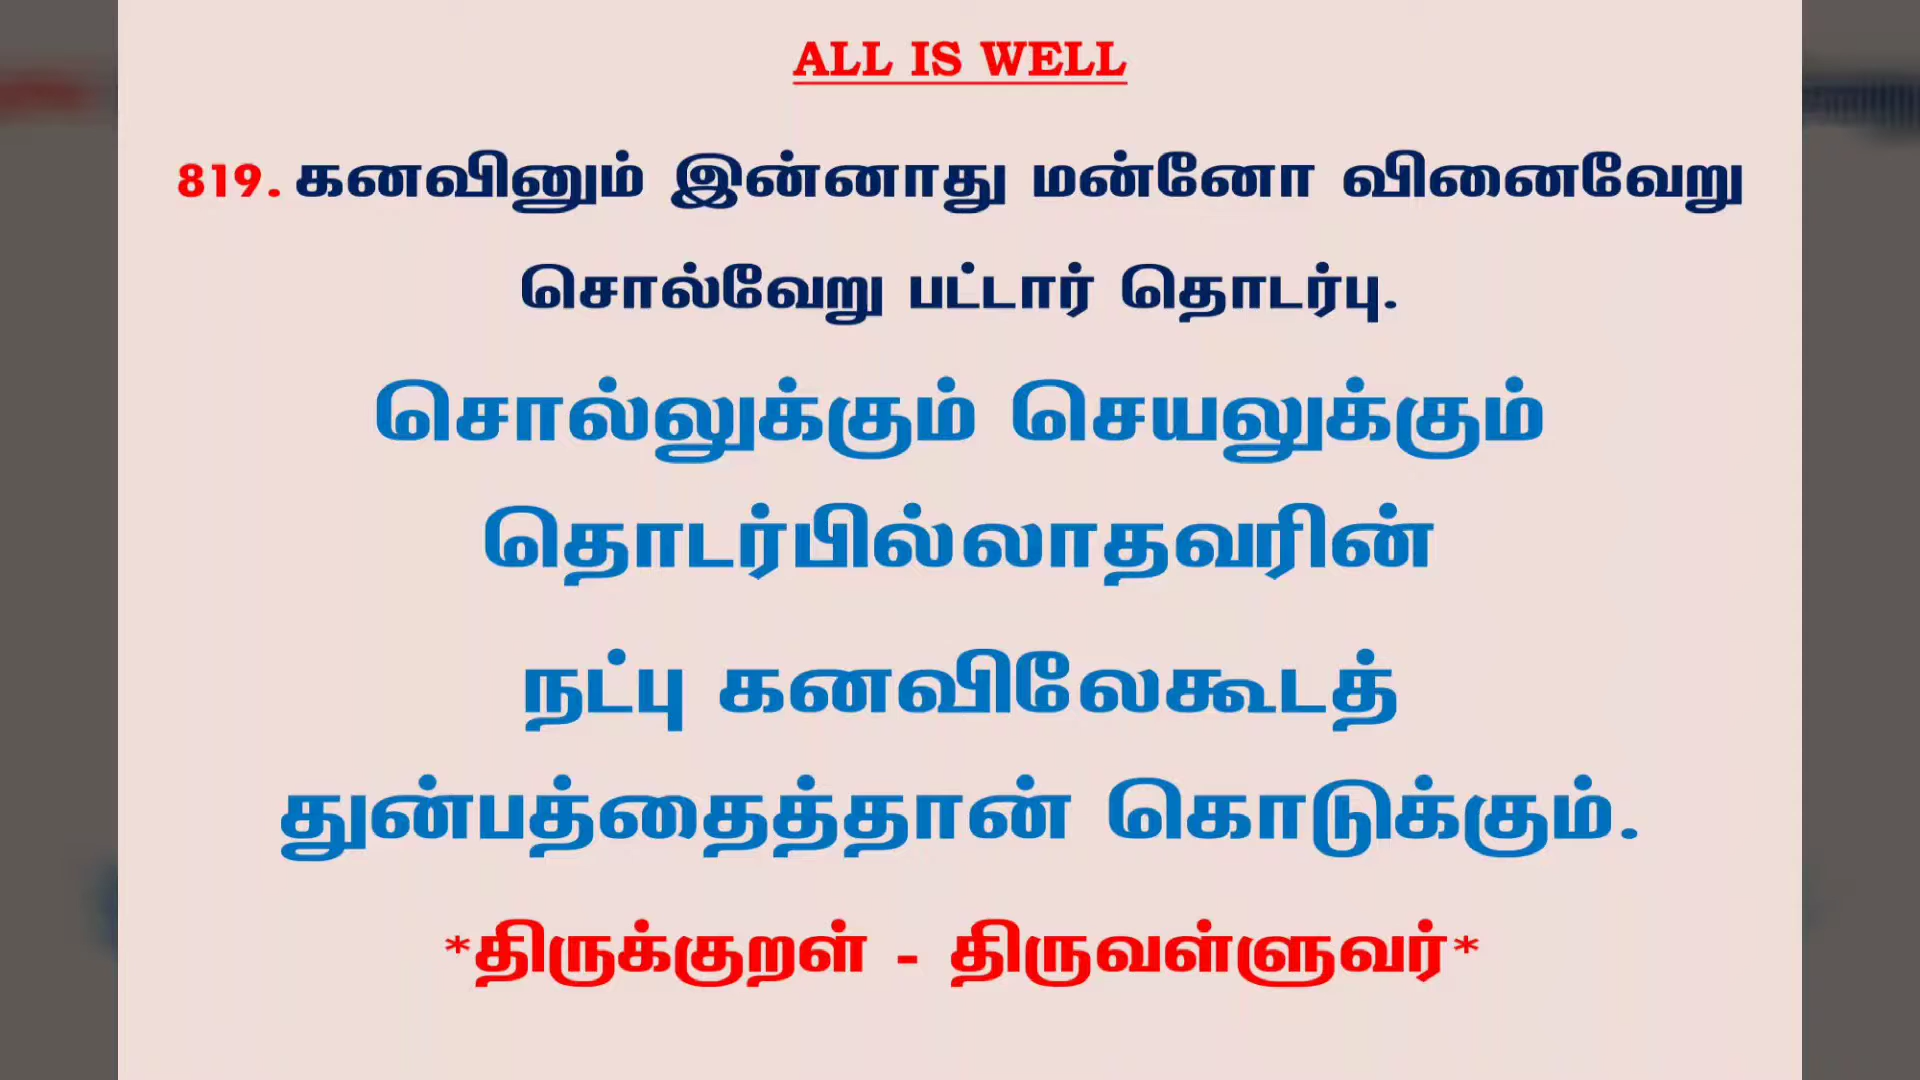 ALL IS WELL
819. கனவினும் இன்னாது மன்னோ வினைவேறு
சொல்வேறு பட்டார் தொடர்பு.
சொல்லுக்கும் செயலுக்கும்
தொடர்பில்லாதவரின்
நட்பு கனவிலேகூடத்
துன்பத்தைத்தான் கொடுக்கும்.
*திருக்குறள் - திருவள்ளுவர்*